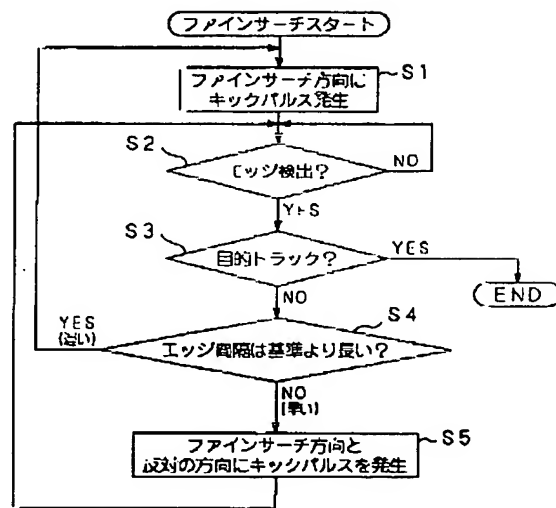 ファインサーチスタート
S1
ファインサーチ方向に
キックパルス発生
S2
エッジ検出?
NO
YES
S3
目的トラック?
YES
END
NO
S4
YES
(遅い)
エッジ間隔は基準より長い?
NO
(早い)
S5
ファインサーチ方向と
反対の方向にキックパルスを発生